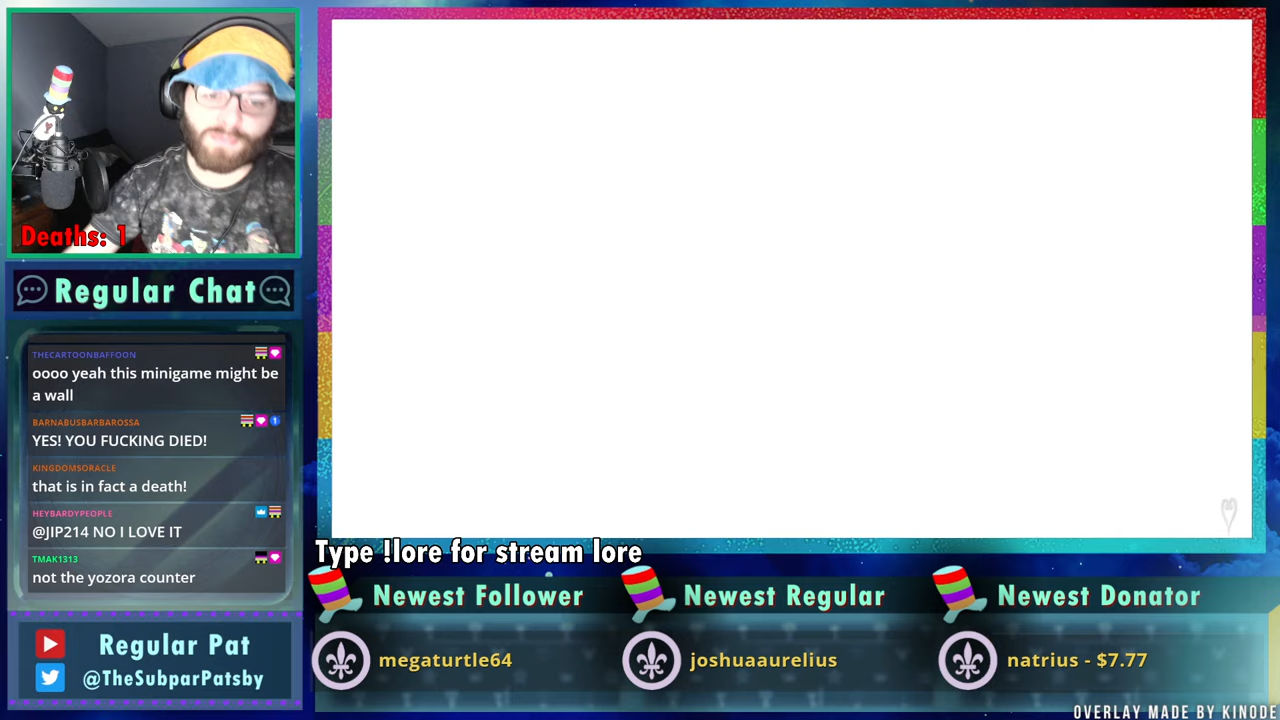 Deaths: 1
Regular Chat
THECARTOONBAFFOON
oooo yeah this minigame might be
a wall
BARNABUSBARBAROSSA
1
YES! YOU FUCKING DIED!
KINGDOMSORACLE
that is in fact a death!
HEYBARDYPEOPLE
@JIP214 NO I LOVE IT
TMAK1313
not the yozora counter
Regular Pat
@TheSubparPatsby
Type !lore for stream lore
Newest Follower
megaturtle64
Newest Regular
joshuaaurelius
Newest Donator
natrius - $7.77
OVERLAY MADE BY KINODE